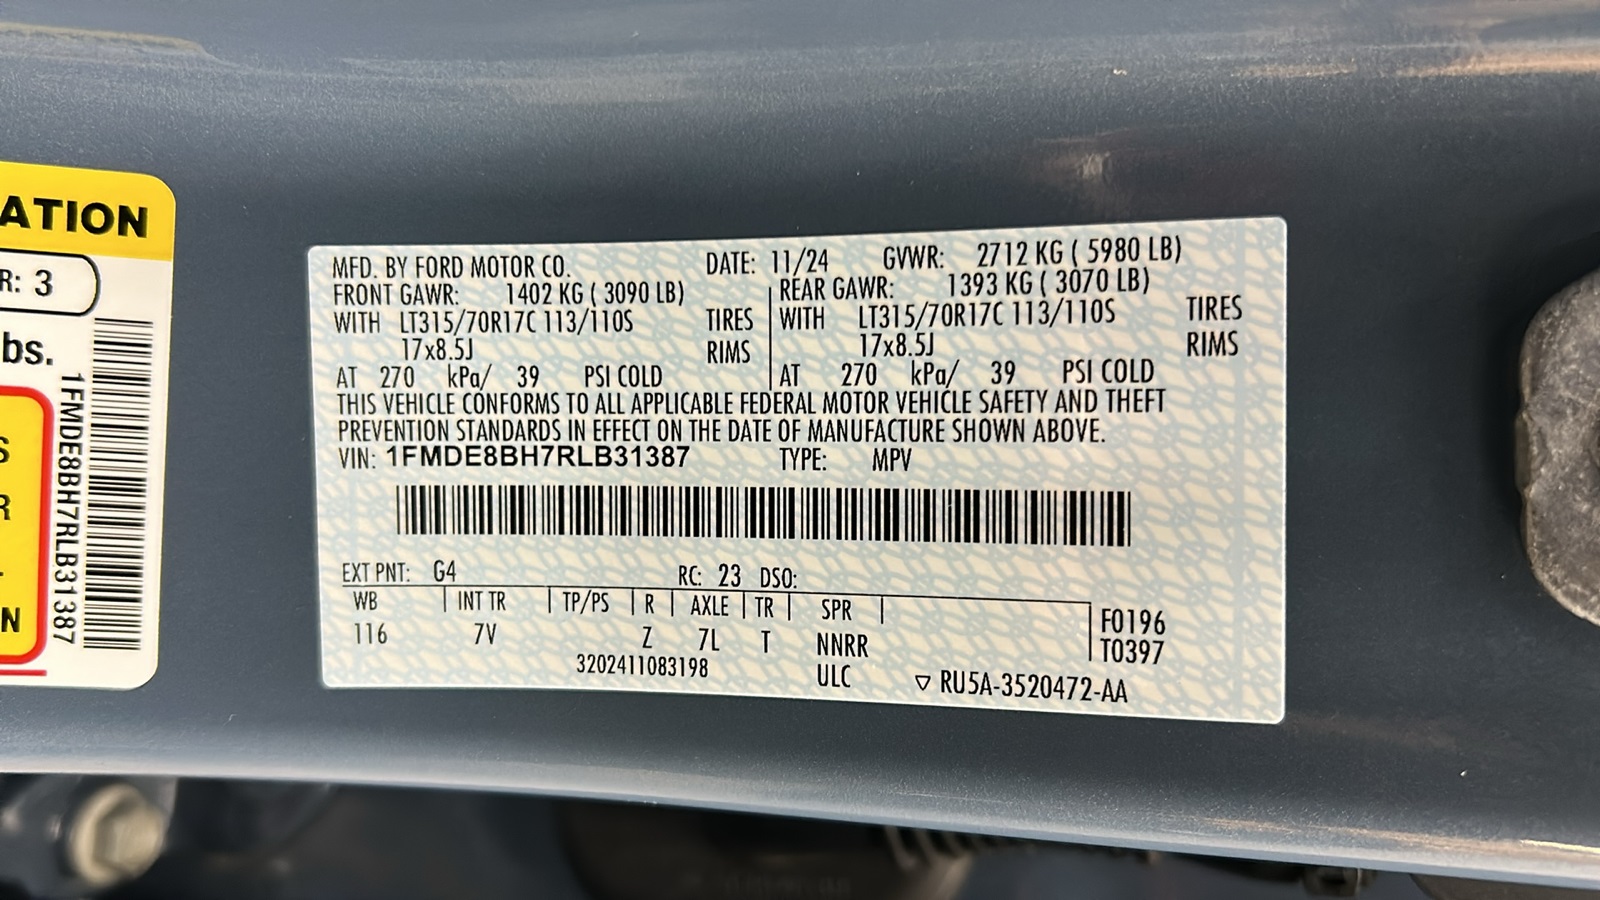 ATION
R: 3
bs.
1FMDE8BH7RLB31387
S
R
N
MFD. BY FORD MOTOR CO. DATE: 11/24 GVWR: 2712 KG ( 5980 LB)
FRONT GAWR: 1402 KG ( 3090 LB) REAR GAWR: 1393 KG ( 3070 LB)
WITH LT315/70R17C 113/110S TIRES WITH LT315/70R17C 113/110S TIRES
17x8.5J RIMS 17x8.5J RIMS
AT 270 kPa/ 39 PSI COLD AT 270 kPa/ 39 PSI COLD
THIS VEHICLE CONFORMS TO ALL APPLICABLE FEDERAL MOTOR VEHICLE SAFETY AND THEFT
PREVENTION STANDARDS IN EFFECT ON THE DATE OF MANUFACTURE SHOWN ABOVE.
VIN: 1FMDE8BH7RLB31387 TYPE: MPV
EXT PNT: G4 RC: 23 DSO:
WB INT TR TP/PS R AXLE TR SPR F0196
116 7V Z 7L T NNRR T0397
3202411083198 ULC ▽ RU5A-3520472-AA